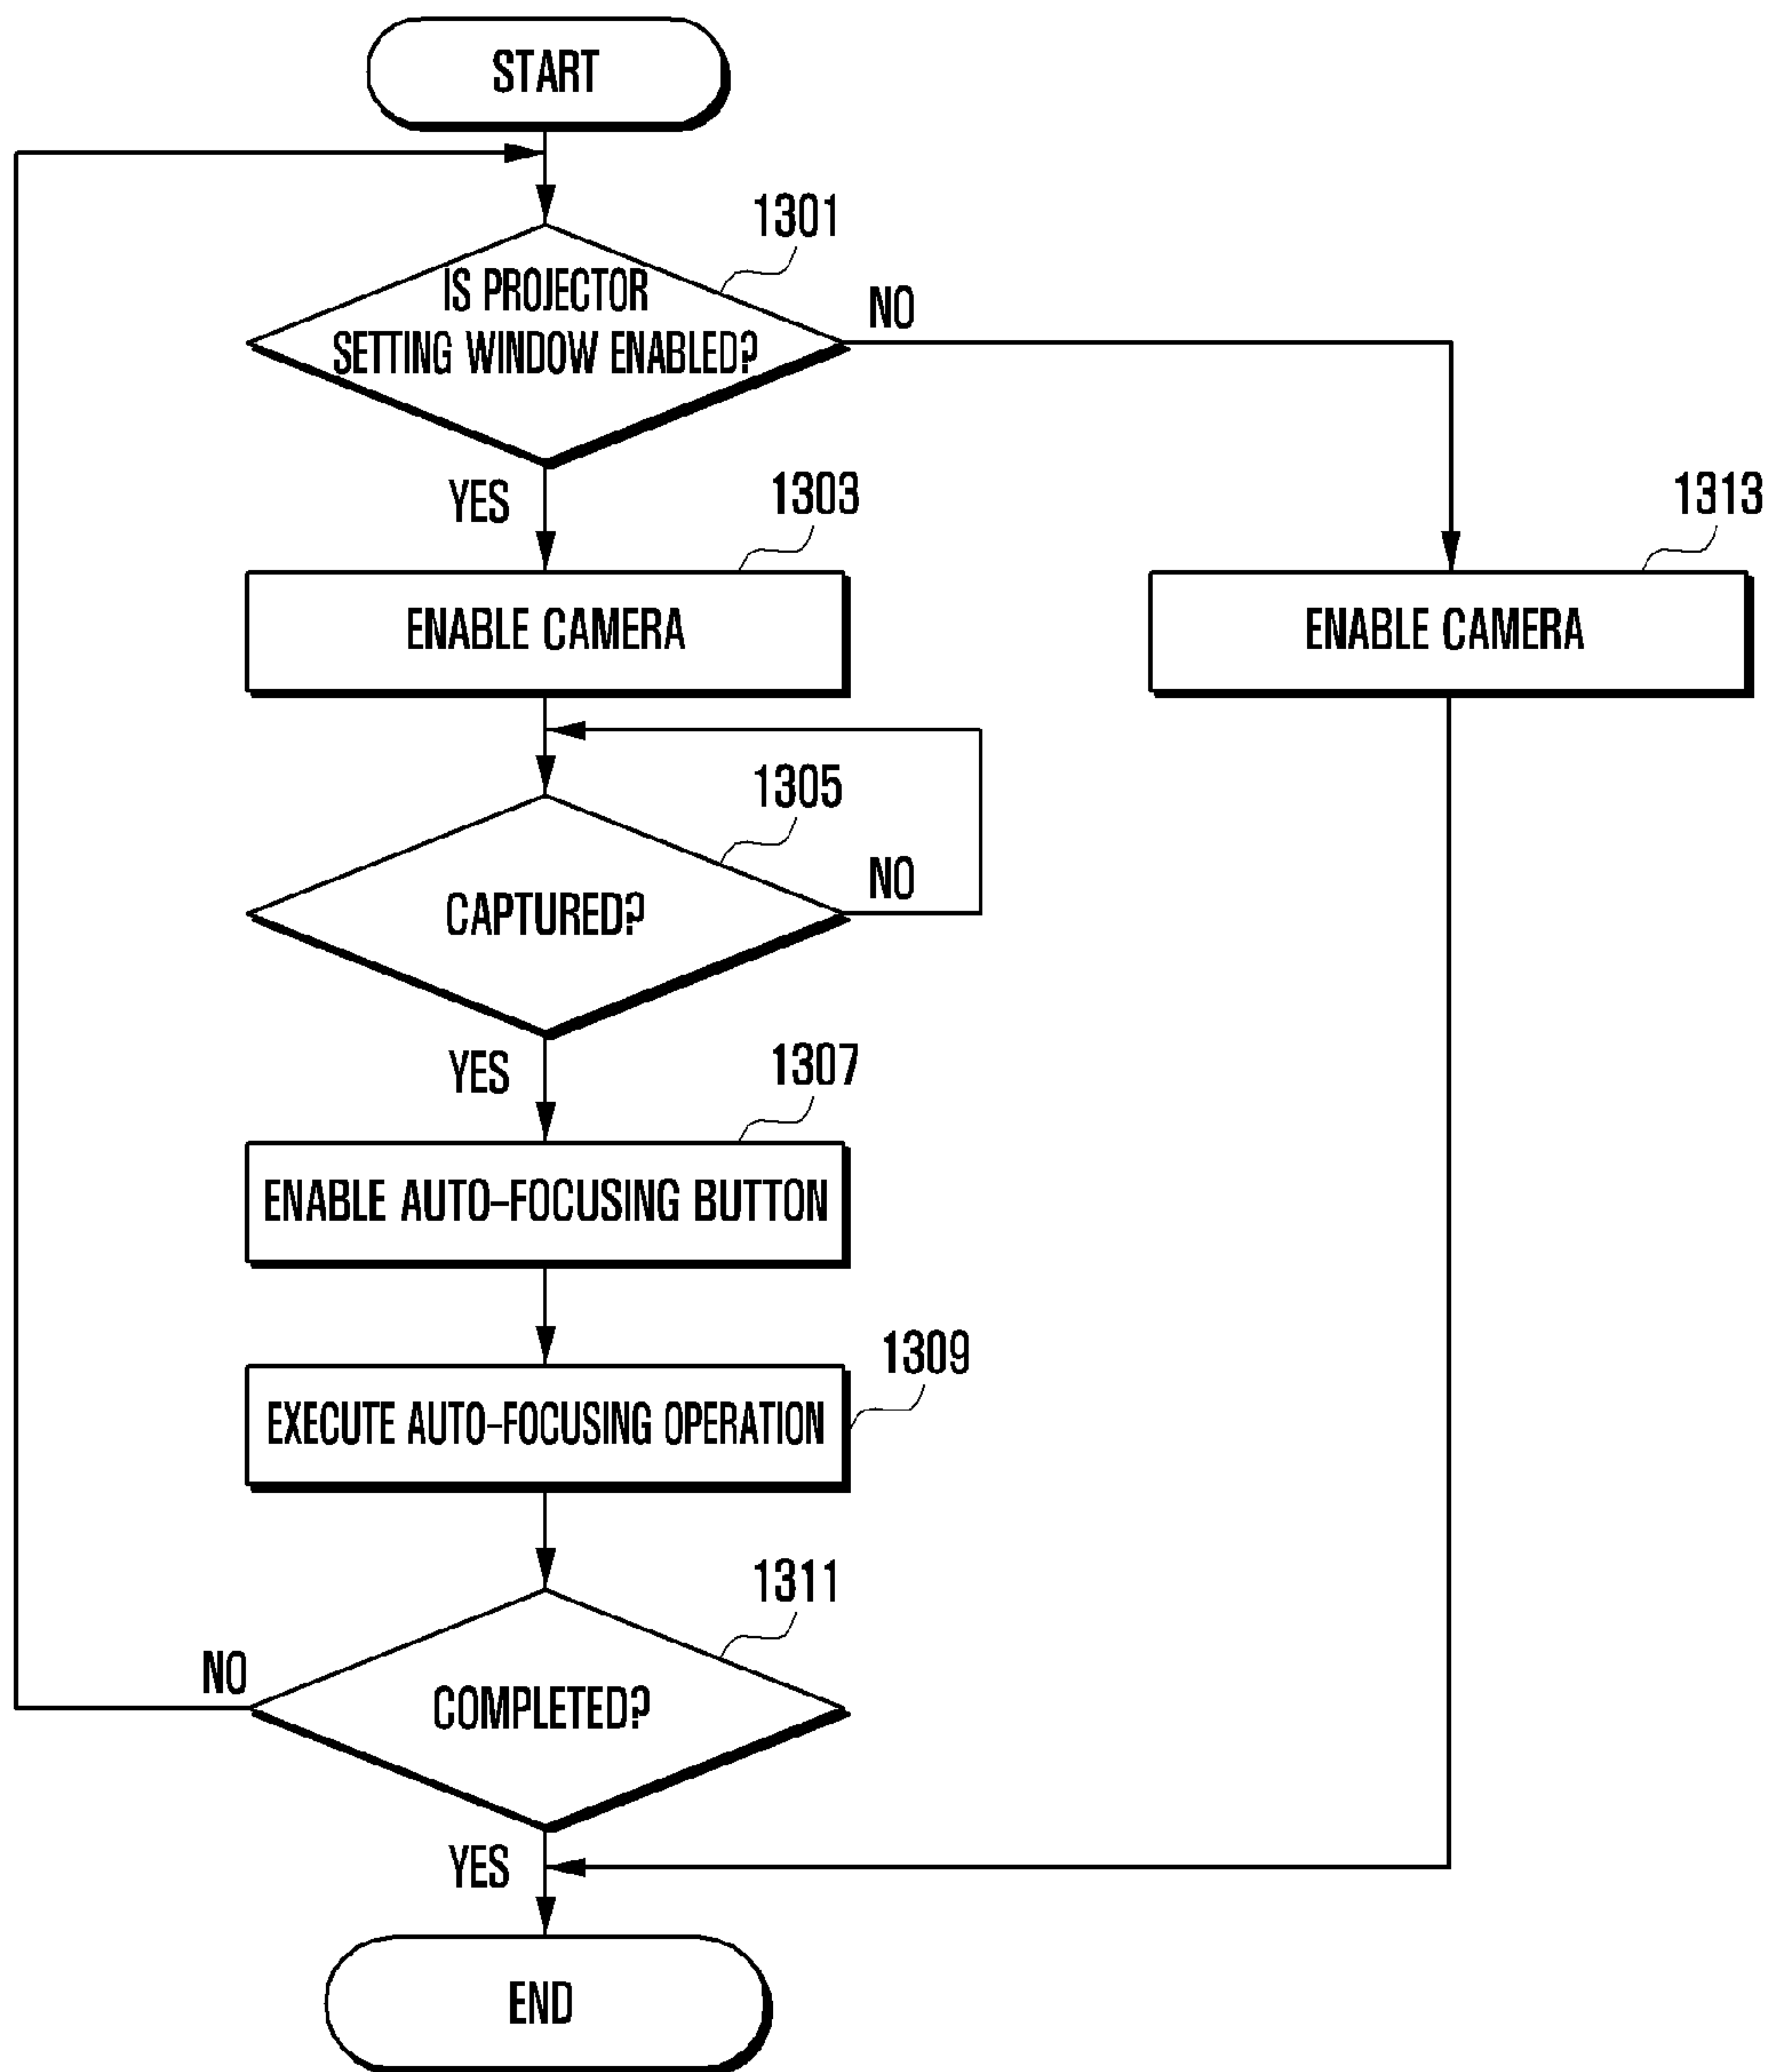 START
1301
IS PROJECTOR
SETTING WINDOW ENABLED?
NO
YES
1303
1313
ENABLE CAMERA
ENABLE CAMERA
1305
CAPTURED?
NO
YES
1307
ENABLE AUTO-FOCUSING BUTTON
1309
EXECUTE AUTO-FOCUSING OPERATION
1311
NO
COMPLETED?
YES
END